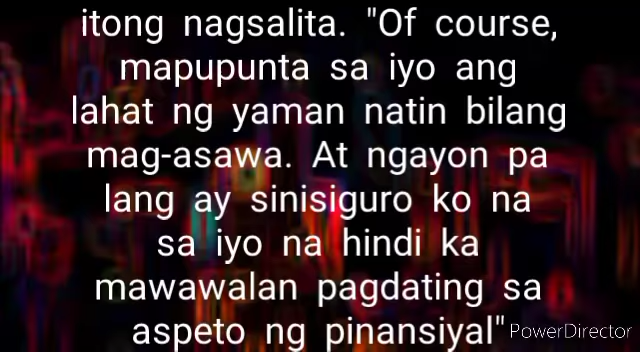 itong nagsalita. "Of course,
mapupunta sa iyo ang
lahat ng yaman natin bilang
mag-asawa. At ngayon pa
lang ay sinisiguro ko na
sa iyo na hindi ka
mawawalan pagdating sa
aspeto ng pinansiyal"
PowerDirector